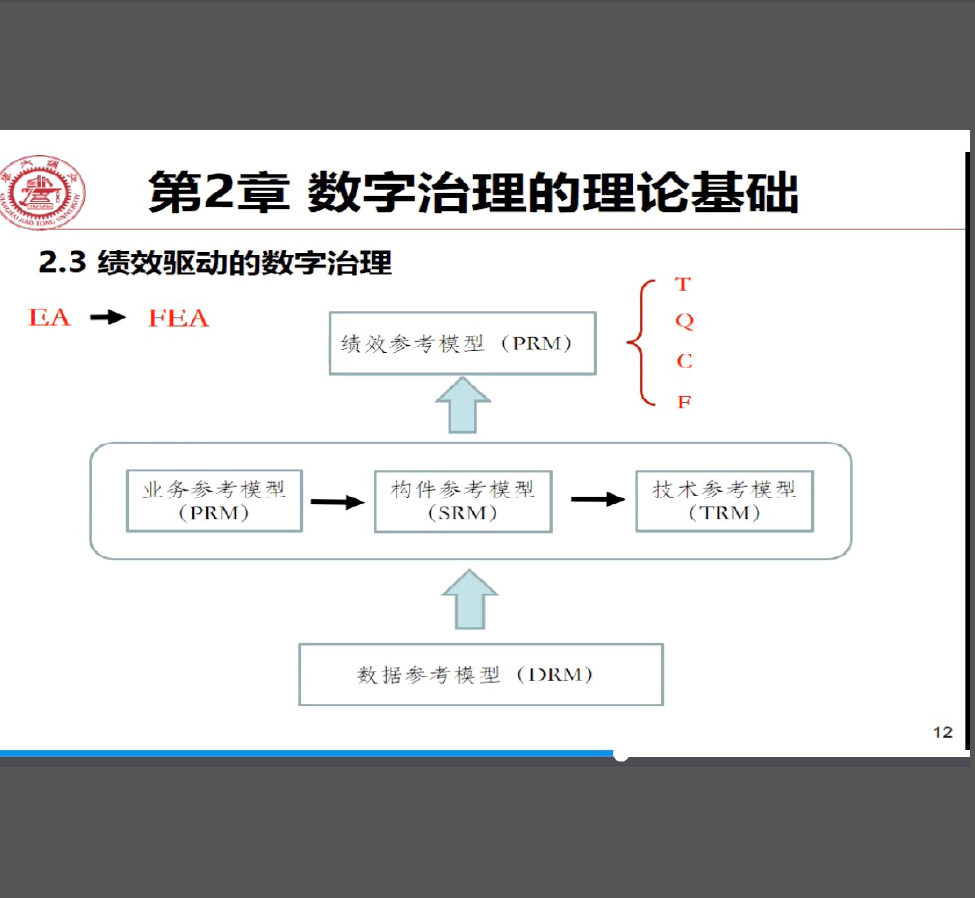 第2章 数字治理的理论基础
2.3 绩效驱动的数字治理
EA
FEA
绩效参考模型（PRM）
T
Q
C
F
业务参考模型
（PRM）
构件参考模型
（SRM）
技术参考模型
（TRM）
数据参考模型（DRM）
12